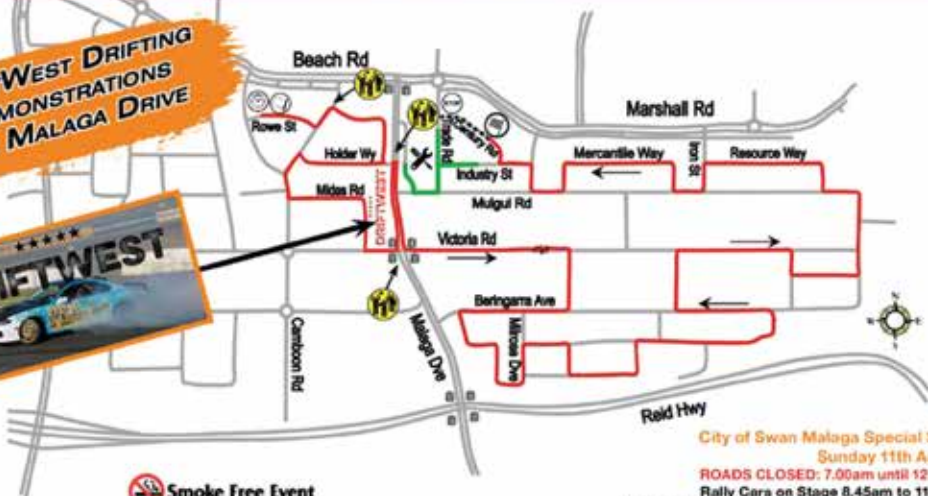 WEST DRIFTING
MONSTRATIONS
MALAGA DRIVE
Beach Rd
Marshall Rd
Rowe St
Holder Wy
Industry St
Mercantile Way
Iron St
Resource Way
Midas Rd
DRIFTWEST
Mulgul Rd
Victoria Rd
IFTWEST
Beringarra Ave
Camboon Rd
Malaga Dve
Milrose Dve
N
E
S
W
Reid Hwy
City of Swan Malaga Special
Sunday 11th A
ROADS CLOSED: 7.00am until 12
Smoke Free Event
Rally Cars on Stage 8.45am to 11